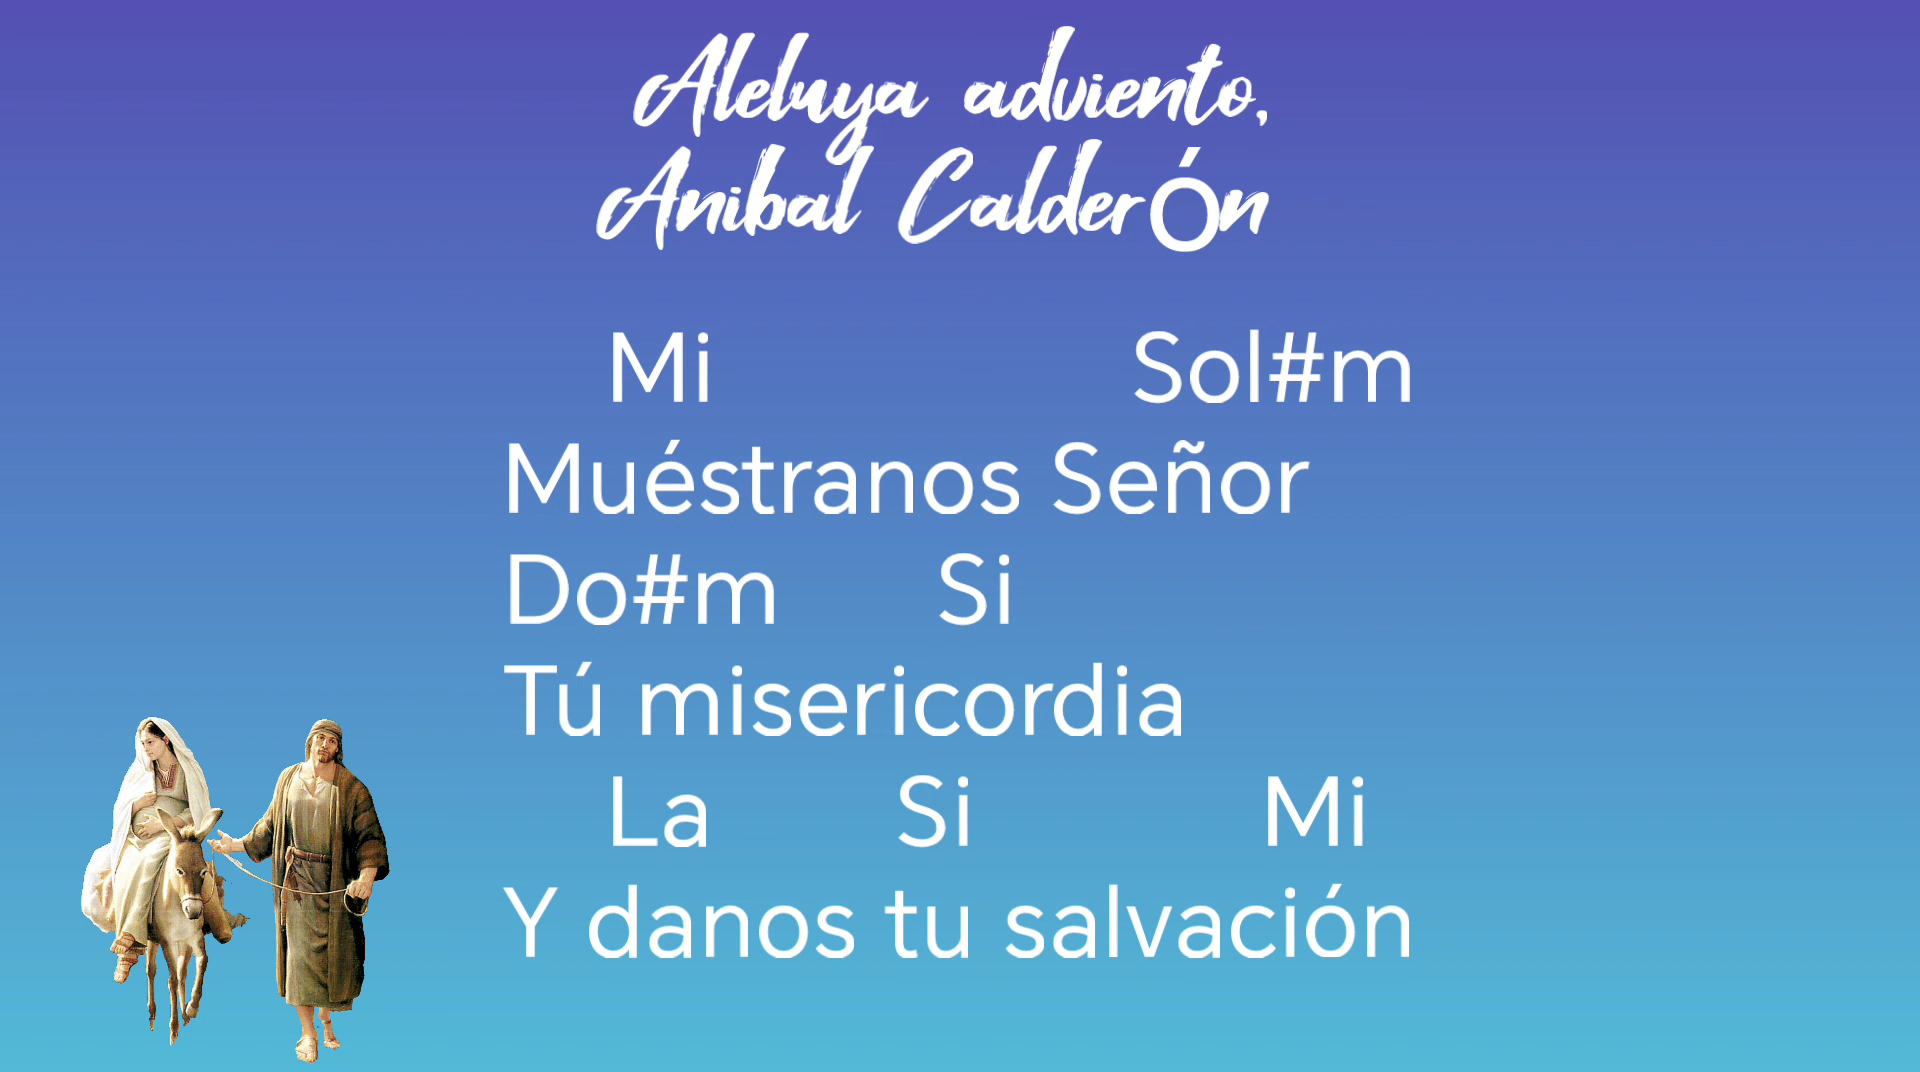 Aleluya adviento,
Anibal Calderón
Mi Sol#m
Muéstranos Señor
Do#m Si
Tú misericordia
La Si Mi
Y danos tu salvación